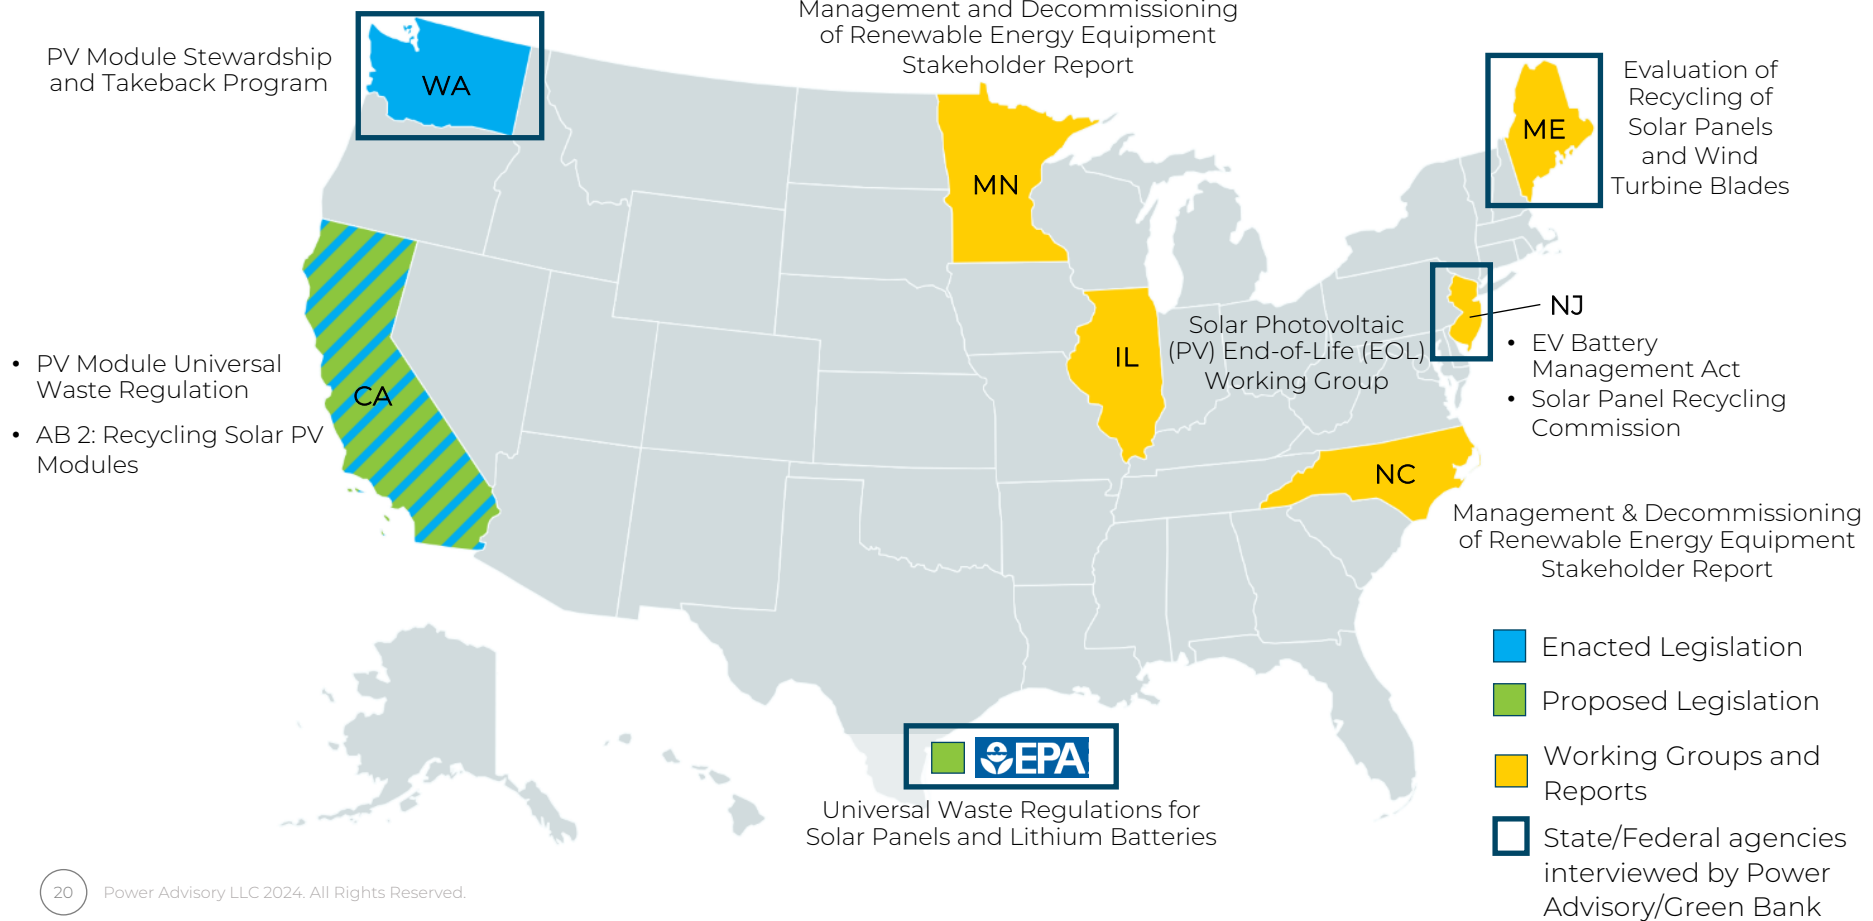 Management and Decommissioning
of Renewable Energy Equipment
Stakeholder Report
PV Module Stewardship
and Takeback Program
WA
MN
ME
Evaluation of
Recycling of
Solar Panels
and Wind
Turbine Blades
• PV Module Universal
Waste Regulation
• AB 2: Recycling Solar PV
Modules
CA
IL
Solar Photovoltaic
(PV) End-of-Life (EOL)
Working Group
NJ
• EV Battery
Management Act
• Solar Panel Recycling
Commission
NC
Management & Decommissioning
of Renewable Energy Equipment
Stakeholder Report
EPA
Universal Waste Regulations for
Solar Panels and Lithium Batteries
Enacted Legislation
Proposed Legislation
Working Groups and
Reports
State/Federal agencies
interviewed by Power
Advisory/Green Bank
20 Power Advisory LLC 2024. All Rights Reserved.